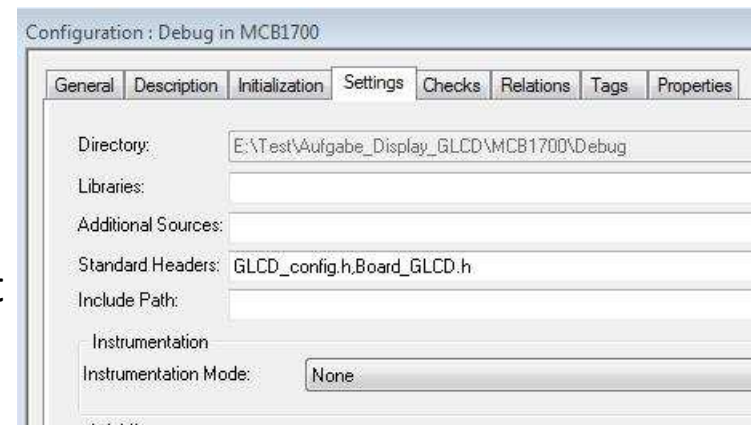 Configuration : Debug in MCB1700
General Description Initialization Settings Checks Relations Tags Properties
Directory: E:\Test\Aufgabe_Display_GLCD\MCB1700\Debug
Libraries:
Additional Sources:
Standard Headers: GLCD_config.h,Board_GLCD.h
Include Path:
Instrumentation
Instrumentation Mode: None